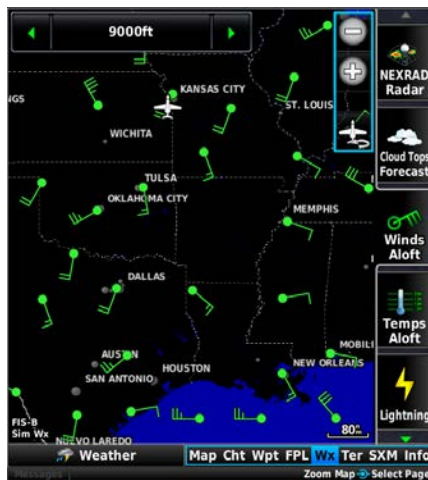 9000ft
KANSAS CITY
NGS
ST. LOUIS
NEXRAD
Radar
WICHITA
Cloud Tops
Forecast
TULSA
OKLAHOMA CITY
MEMPHIS
Winds
Aloft
DALLAS
Temps
Aloft
MOBIL
AUSTIN
HOUSTON
NEW ORLEANS
SAN ANTONIO
Lightning
FIS-B
Sim Wx
NUEVO LAREDO
Weather
Map Cht Wpt FPL Wx Ter SXM Info
Messages
Zoom Map Select Page